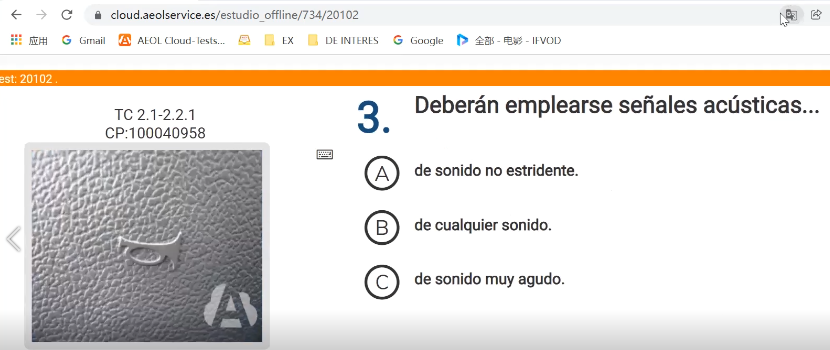 cloud.aeolservice.es/estudio_offline/734/20102
应用 Gmail AEOL Cloud-Tests... EX DE INTERES Google 全部 - 电影 - IFVOD
est: 20102 .
TC 2.1-2.2.1
CP:100040958
3. Deberán emplearse señales acústicas...
A de sonido no estridente.
B de cualquier sonido.
C de sonido muy agudo.